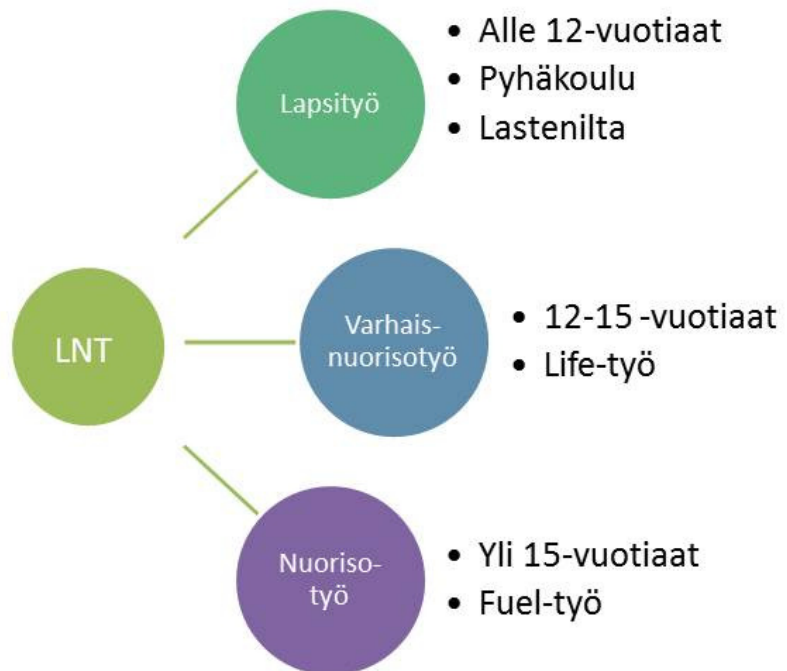 LNT
Lapsityö
• Alle 12-vuotiaat
• Pyhäkoulu
• Lastenilta
Varhais-
nuorisotyö
• 12-15 -vuotiaat
• Life-työ
Nuoriso-
työ
• Yli 15-vuotiaat
• Fuel-työ